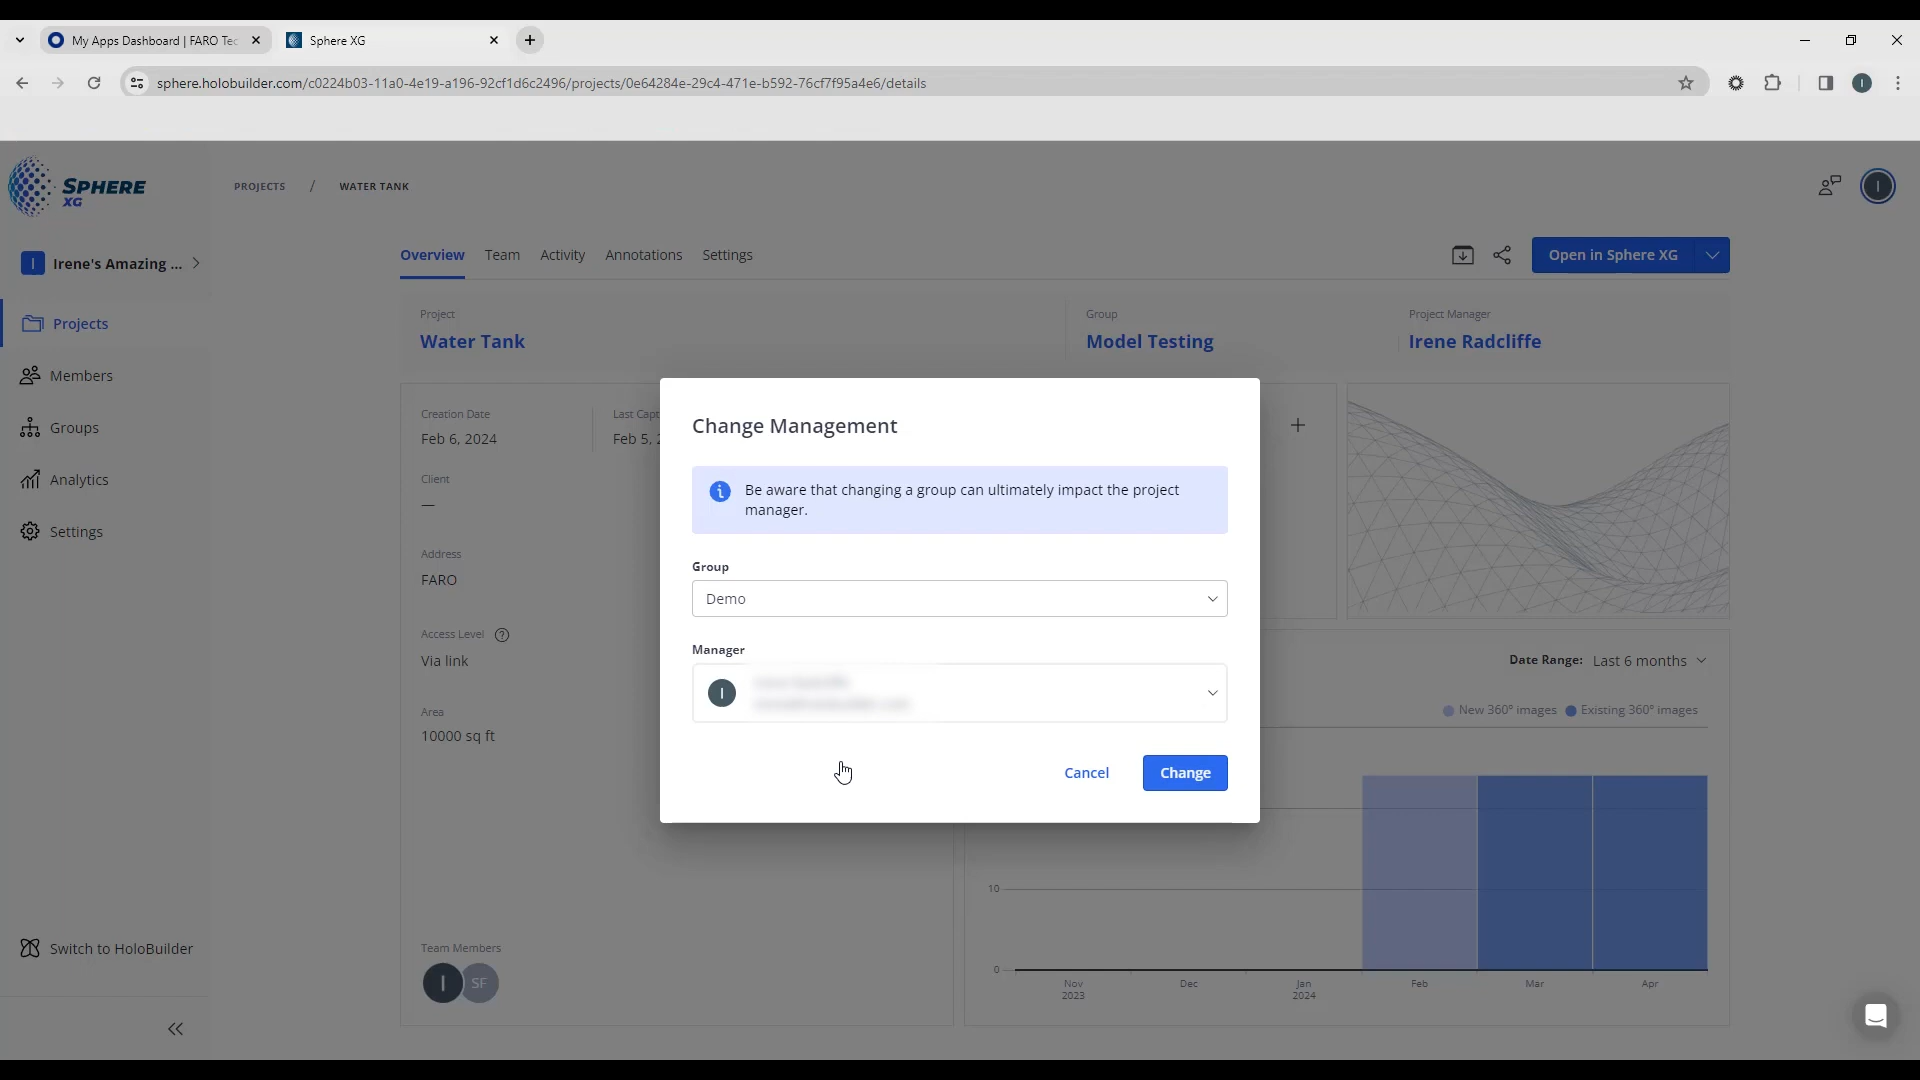 My Apps Dashboard | FARO Tec
Sphere XG
sphere.holobuilder.com/c0224b03-11a0-4e19-a196-92cf1d6c2496/projects/0e64284e-29c4-471e-b592-76cf7f95a4e6/details
I
SPHERE
XG
PROJECTS / WATER TANK
I
I Irene's Amazing ...
Overview Team Activity Annotations Settings
Open in Sphere XG
Projects
Members
Groups
Analytics
Settings
Switch to HoloBuilder
Project
Water Tank
Group
Model Testing
Project Manager
Irene Radcliffe
Creation Date
Feb 6, 2024
Last Capt
Feb 5, 2
Client
—
Address
FARO
Access Level ?
Via link
Area
10000 sq ft
Team Members
I SF
Change Management
Be aware that changing a group can ultimately impact the project
manager.
Group
Demo
Manager
I
Cancel Change
Date Range: Last 6 months
New 360° images Existing 360° images
10
0
Nov
2023
Dec
Jan
2024
Feb
Mar
Apr